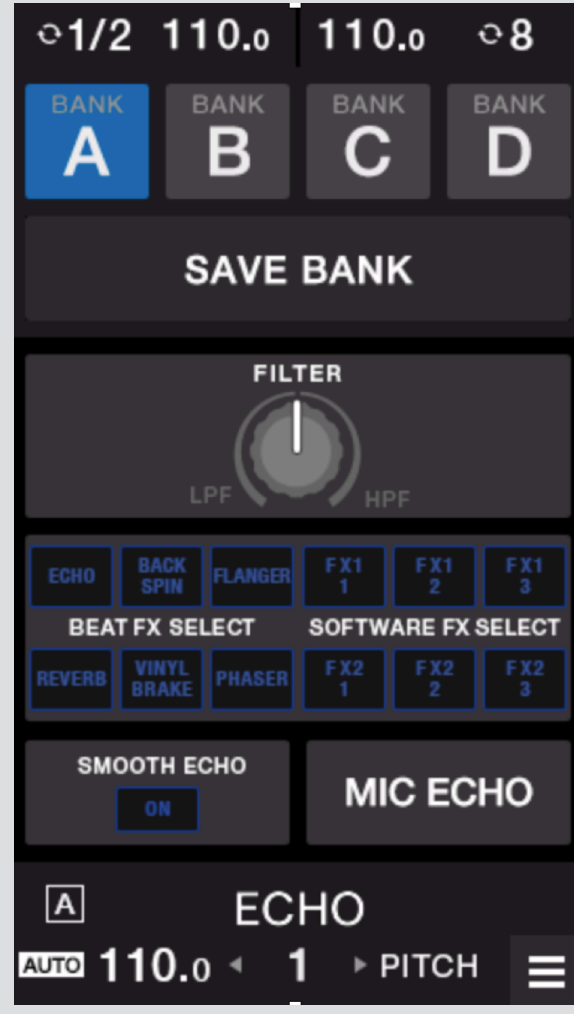 1/2 110.0 110.0 8
BANK BANK BANK BANK
A B C D
SAVE BANK
FILTER
LPF HPF
ECHO BACK SPIN FLANGER FX1 1 FX1 2 FX1 3
BEAT FX SELECT SOFTWARE FX SELECT
REVERB VINYL BRAKE PHASER FX2 1 FX2 2 FX2 3
SMOOTH ECHO
ON
MIC ECHO
A ECHO
AUTO 110.0 1 PITCH